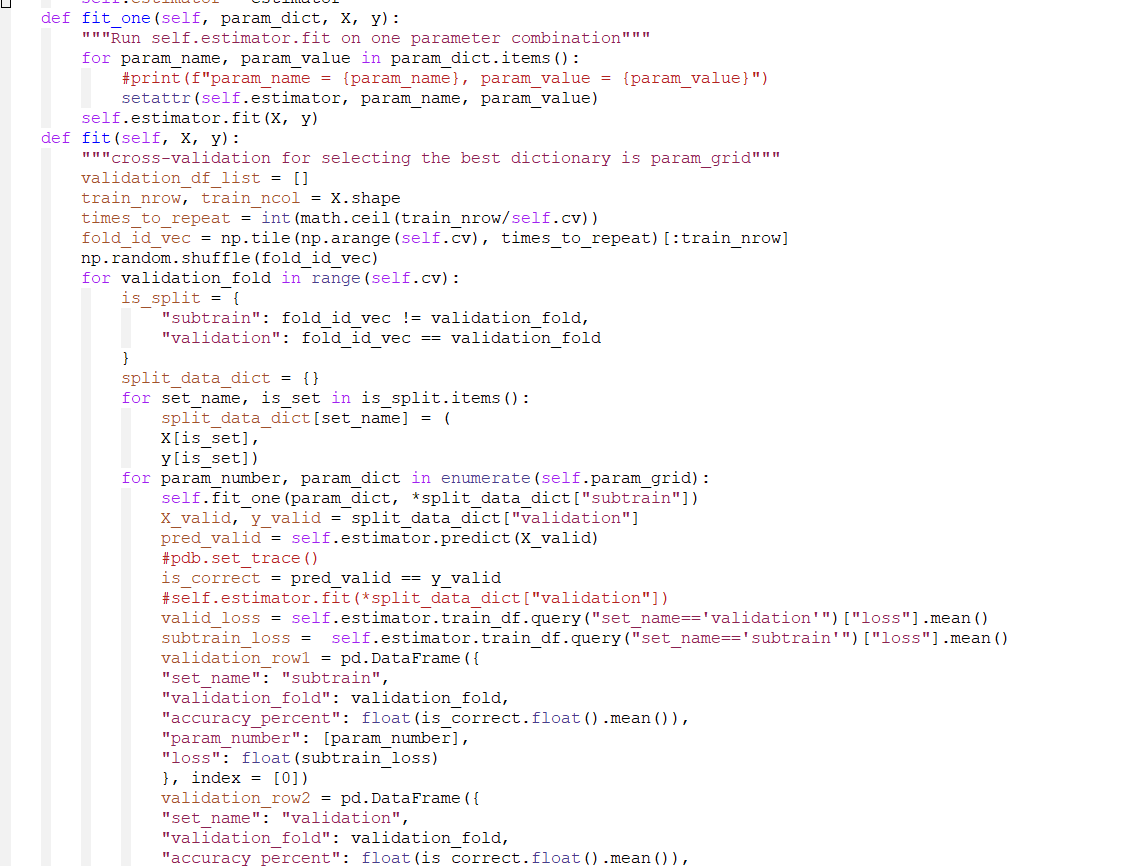 def fit_one(self, param_dict, X, y):
"""Run self.estimator.fit on one parameter combination"""
for param_name, param_value in param_dict.items():
#print(f"param_name = {param_name}, param_value = {param_value}")
setattr(self.estimator, param_name, param_value)
self.estimator.fit(X, y)
def fit(self, X, y):
"""cross-validation for selecting the best dictionary is param_grid"""
validation_df_list = []
train_nrow, train_ncol = X.shape
times_to_repeat = int(math.ceil(train_nrow/self.cv))
fold_id_vec = np.tile(np.arange(self.cv), times_to_repeat)[:train_nrow]
np.random.shuffle(fold_id_vec)
for validation_fold in range(self.cv):
is_split = {
"subtrain": fold_id_vec != validation_fold,
"validation": fold_id_vec == validation_fold
}
split_data_dict = {}
for set_name, is_set in is_split.items():
split_data_dict[set_name] = (
X[is_set],
y[is_set])
for param_number, param_dict in enumerate(self.param_grid):
self.fit_one(param_dict, *split_data_dict["subtrain"])
X_valid, y_valid = split_data_dict["validation"]
pred_valid = self.estimator.predict(X_valid)
#pdb.set_trace()
is_correct = pred_valid == y_valid
#self.estimator.fit(*split_data_dict["validation"])
valid_loss = self.estimator.train_df.query("set_name=='validation'")["loss"].mean()
subtrain_loss =  self.estimator.train_df.query("set_name=='subtrain'")["loss"].mean()
validation_row1 = pd.DataFrame({
"set_name": "subtrain",
"validation_fold": validation_fold,
"accuracy_percent": float(is_correct.float().mean()),
"param_number": [param_number],
"loss": float(subtrain_loss)
}, index = [0])
validation_row2 = pd.DataFrame({
"set_name": "validation",
"validation_fold": validation_fold,
"accuracy_percent": float(is_correct.float().mean()),